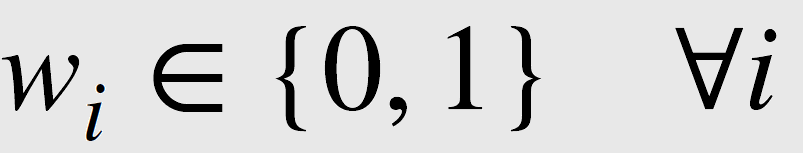 wᵢ ∈ {0, 1} ∀i